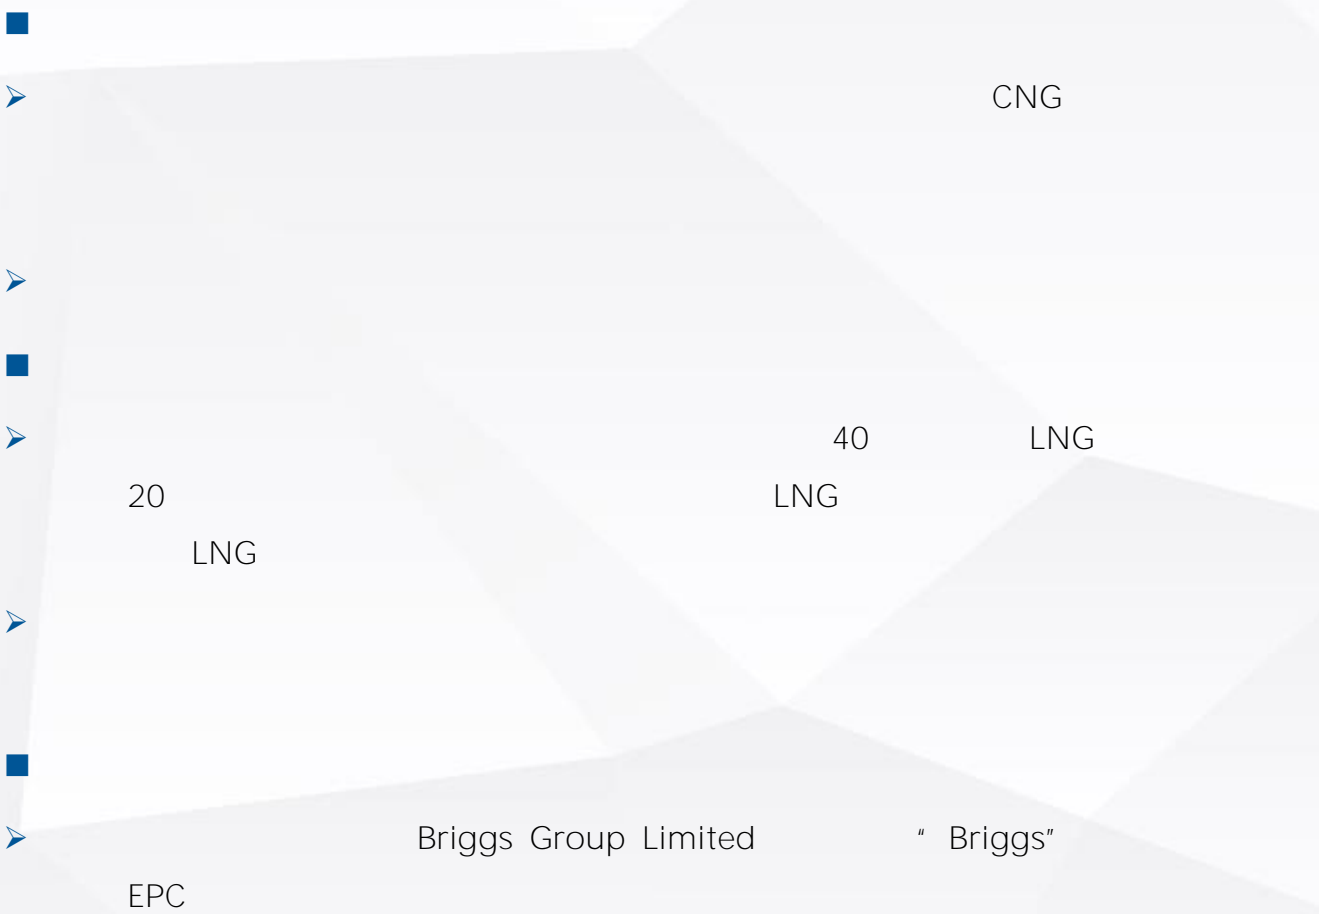 ■
➢ CNG
➢
■
➢ 40 LNG
20 LNG
LNG
➢
■
➢ Briggs Group Limited “ Briggs”
EPC